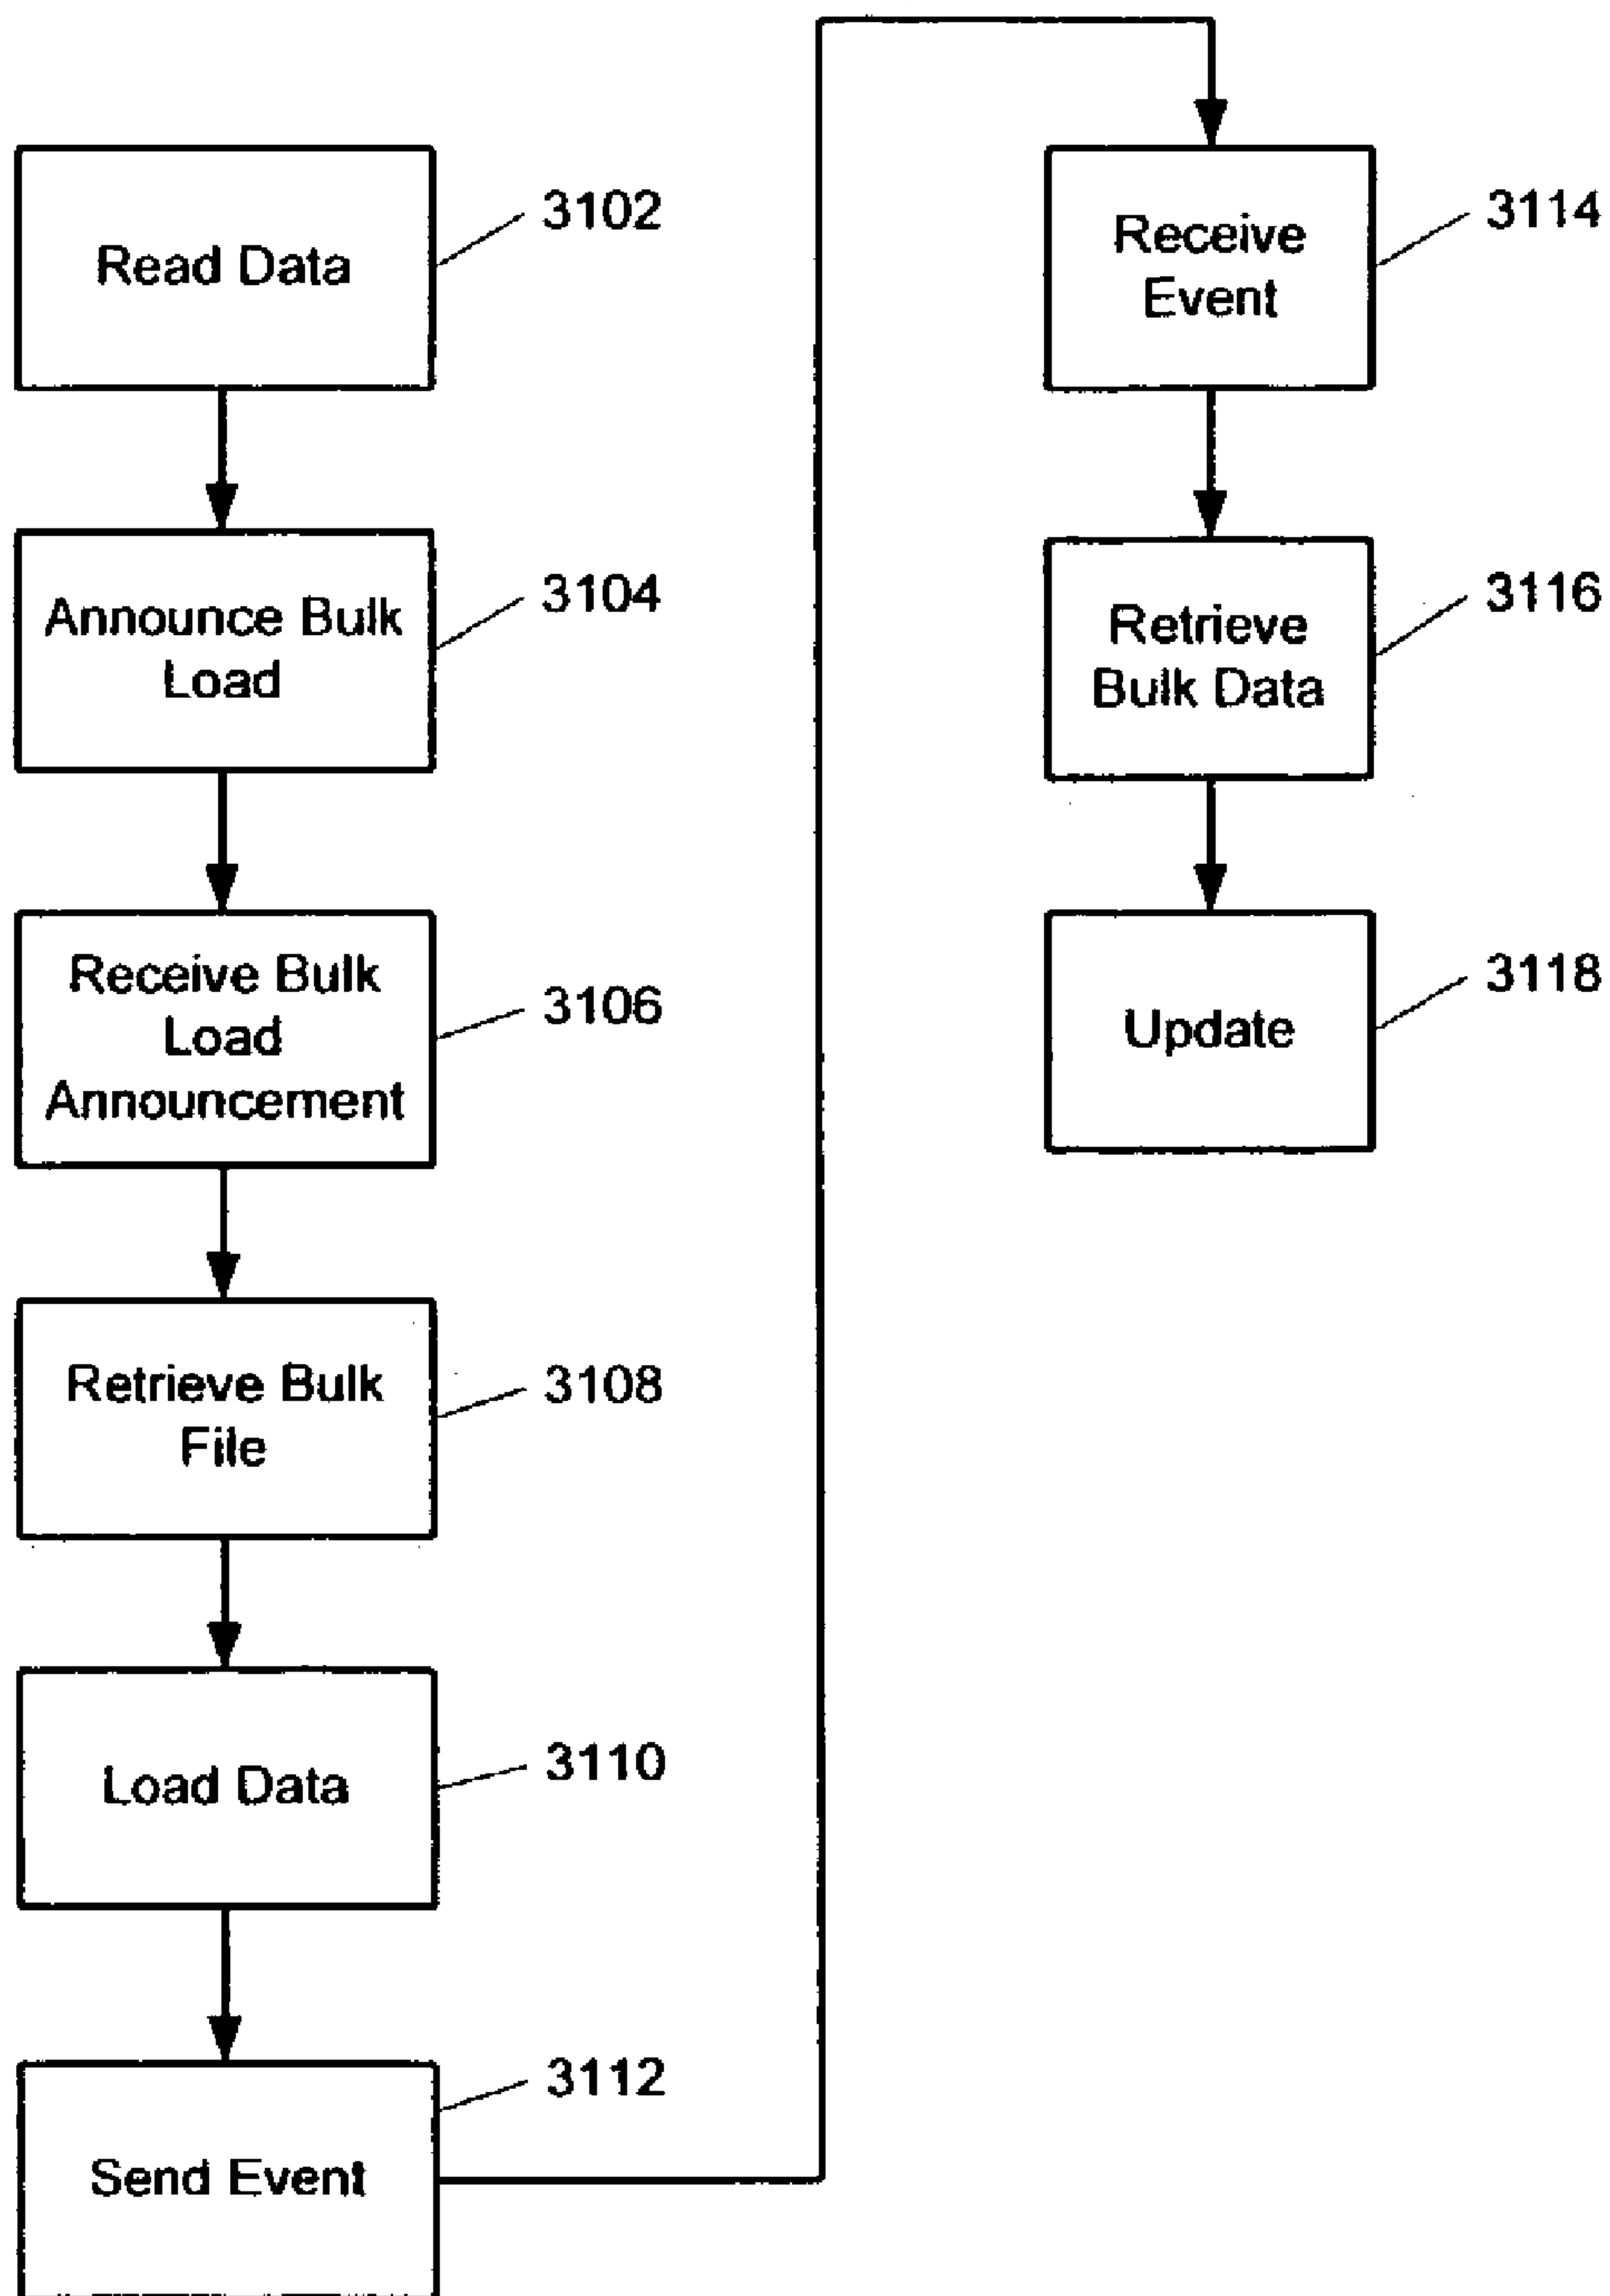 Read Data
3102
Announce Bulk
Load
3104
Receive Bulk
Load
Announcement
3106
Retrieve Bulk
File
3108
Load Data
3110
Send Event
3112
Receive
Event
3114
Retrieve
Bulk Data
3116
Update
3118